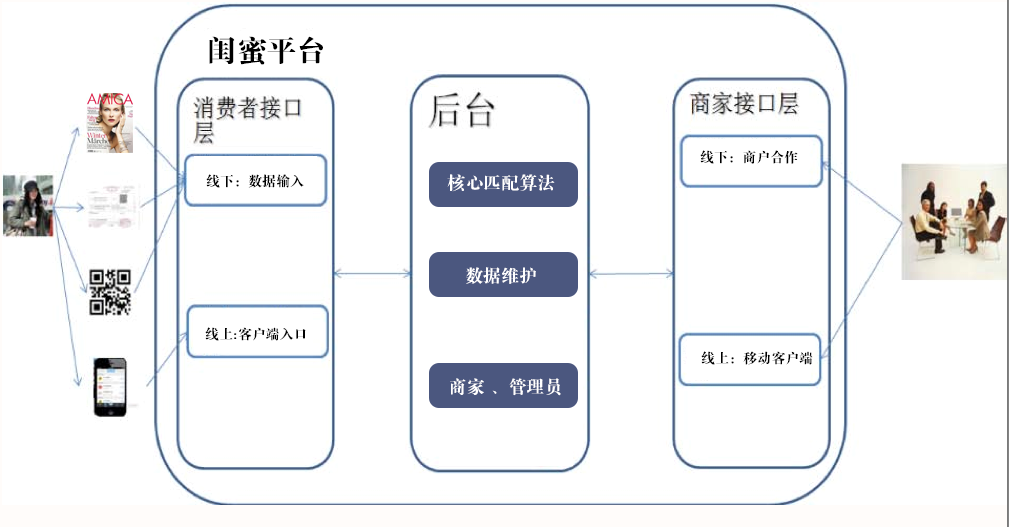 闺蜜平台
消费者接口
层
线下：数据输入
线上:客户端入口
后台
核心匹配算法
数据维护
商家 、管理员
商家接口层
线下：商户合作
线上：移动客户端
AMIGA